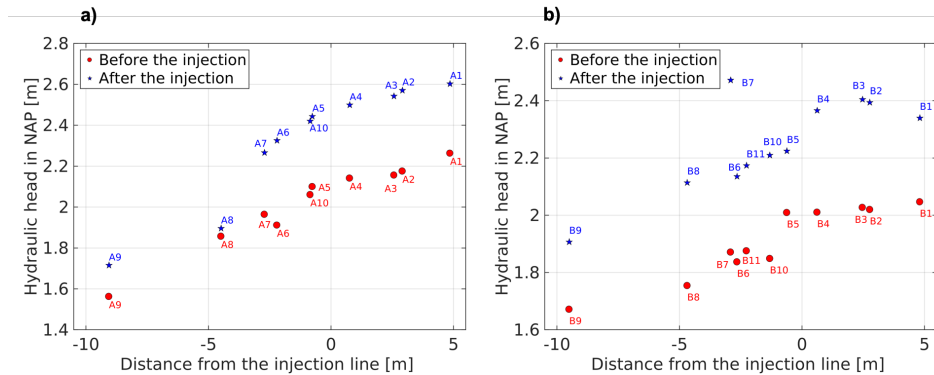 a)
Hydraulic head in NAP [m]
2.8
2.6
2.4
2.2
2
1.8
1.6
1.4
Before the injection
After the injection
A1
A2
A3
A4
A5
A10
A6
A7
A8
A9
A1
A2
A3
A4
A5
A10
A7
A6
A8
A9
-10
-5
0
5
Distance from the injection line [m]
b)
Hydraulic head in NAP [m]
2.6
2.4
2.2
2
1.8
1.6
Before the injection
After the injection
B7
B3
B2
B4
B1
B5
B10
B11
B6
B8
B9
B1
B3
B2
B4
B5
B7
B11
B6
B10
B8
B9
-10
-5
0
5
Distance from the injection line [m]